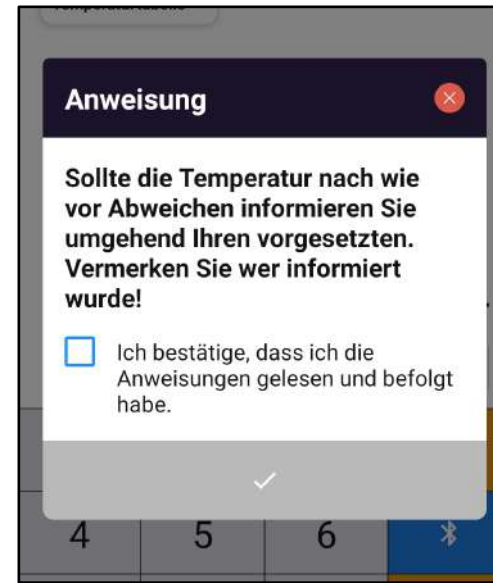 Anweisung
Sollte die Temperatur nach wie
vor Abweichen informieren Sie
umgehend Ihren vorgesetzten.
Vermerken Sie wer informiert
wurde!
Ich bestätige, dass ich die
Anweisungen gelesen und befolgt
habe.
4 5 6